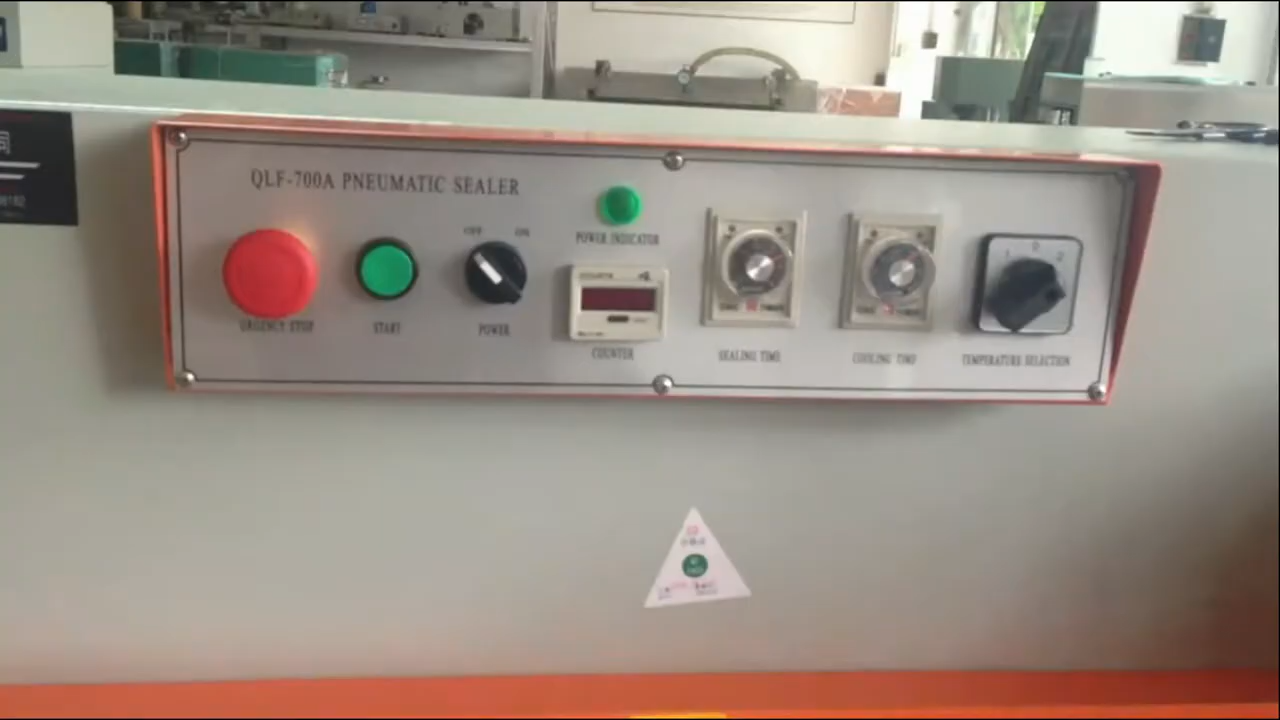 QLF-700A PNEUMATIC SEALER
OFF ON
POWER INDICATOR
URGENCY STOP
START
POWER
COUNTER
SEALING TIME
COOLING TIME
TEMPERATURE SELECTION
1 0 2